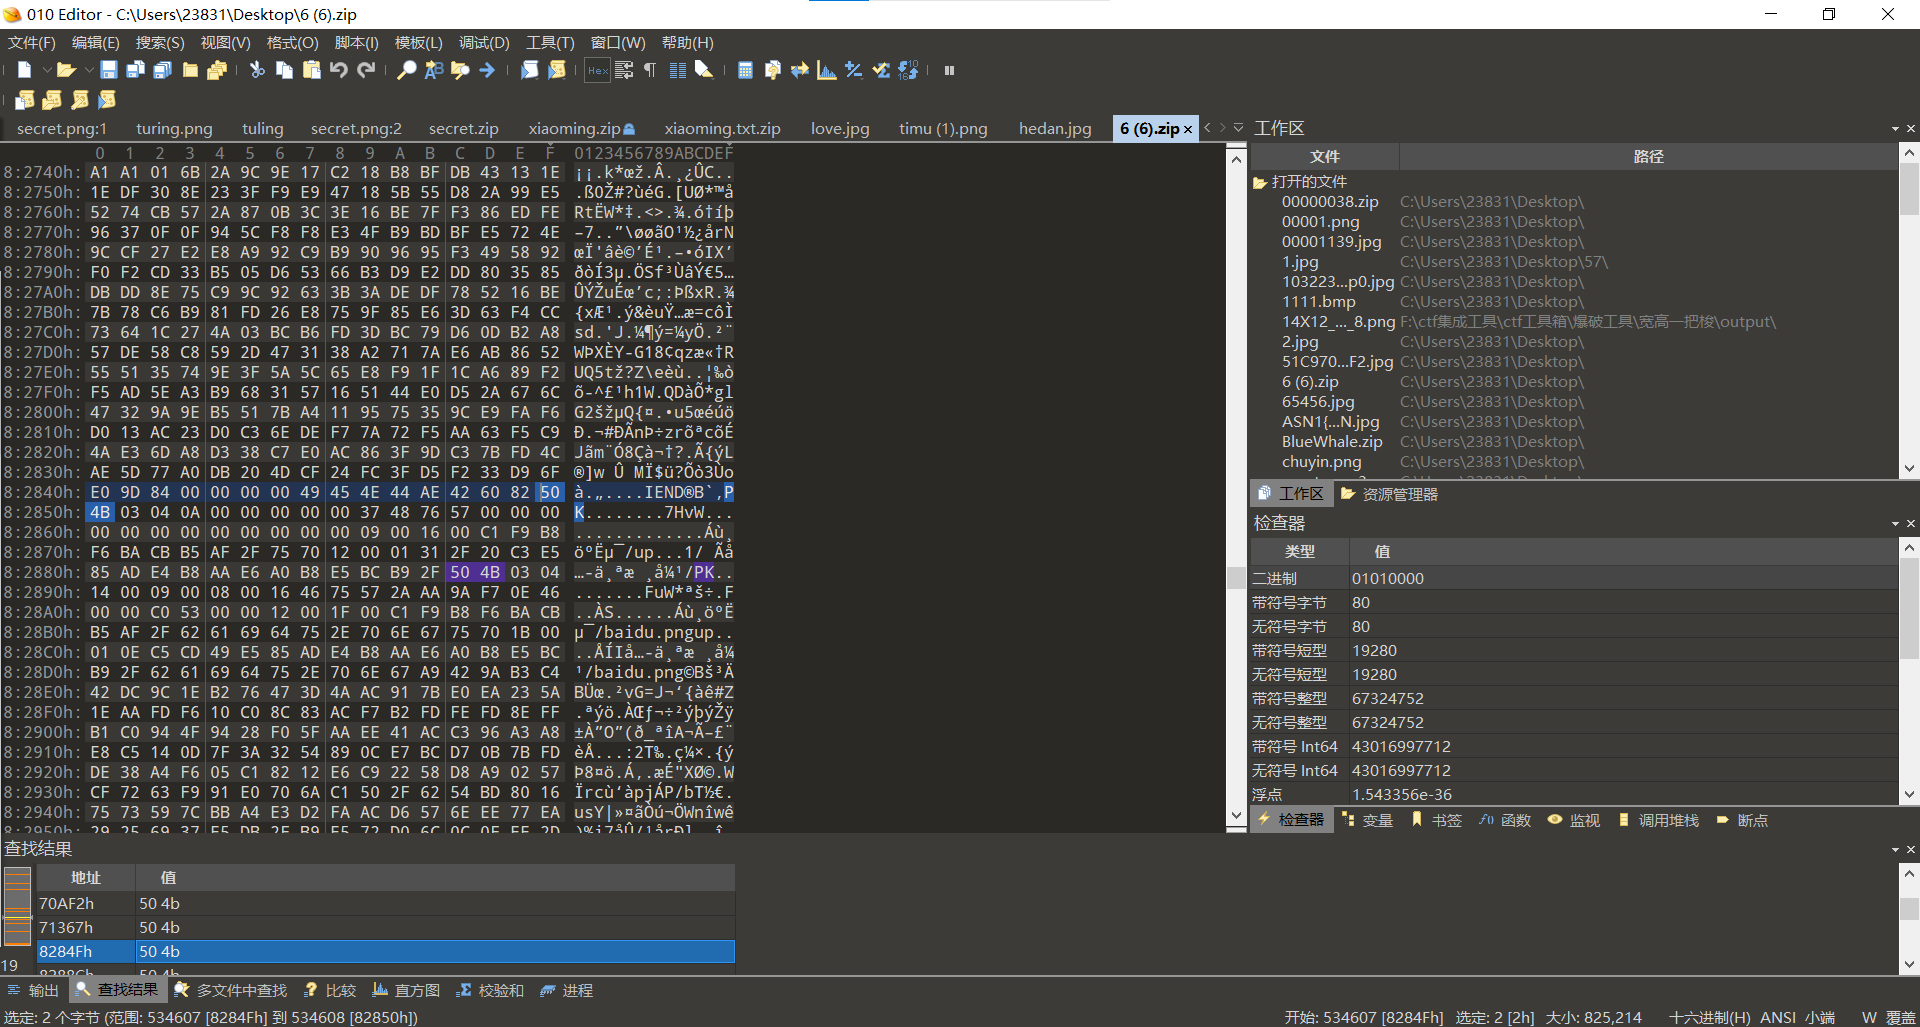 010 Editor - C:\Users\23831\Desktop\6 (6).zip
文件(F) 编辑(E) 搜索(S) 视图(V) 格式(O) 脚本(I) 模板(L) 调试(D) 工具(T) 窗口(W) 帮助(H)
secret.png:1 turing.png tuling secret.png:2 secret.zip xiaoming.zip xiaoming.txt.zip love.jpg timu (1).png hedan.jpg 6 (6).zip
0 1 2 3 4 5 6 7 8 9 A B C D E F 0123456789ABCDEF
8:2740h: A1 A1 01 6B 2A 9C 9E 17 C2 18 B8 BF DB 43 13 1E ¡¡.k*œž.Â.¸¿ÛC..
8:2750h: 1E DF 30 8E 23 3F F9 E9 47 18 5B 55 D8 2A 99 E5 .ß0Ž#?ùéG.[UØ*™å
8:2760h: 52 74 CB 57 2A 87 0B 3C 3E 16 BE 7F F3 86 ED FE RtËW*‡.<>.¾.ó†íþ
8:2770h: 96 37 0F 0F 94 5C F8 F8 E3 4F B9 BD BF E5 72 4E –7..”\øøãO¹½¿årN
8:2780h: 9C CF 27 E2 E8 A9 92 C9 B9 90 96 95 F3 49 58 92 œÏ'âè©’É¹.–•óIX’
8:2790h: F0 F2 CD 33 B5 05 D6 53 66 B3 D9 E2 DD 80 35 85 ðòÍ3µ.ÖSf³ÙâÝ€5…
8:27A0h: DB DD 8E 75 C9 9C 92 63 3B 3A DE DF 78 52 16 BE ÛÝŽuÉœ’c;:ÞßxR.¾
8:27B0h: 7B 78 C6 B9 81 FD 26 E8 75 9F 85 E6 3D 63 F4 CC {xÆ¹.ý&èuŸ…æ=côÌ
8:27C0h: 73 64 1C 27 4A 03 BC B6 FD 3D BC 79 D6 0D B2 A8 sd.'J.¼¶ý=¼yÖ.²¨
8:27D0h: 57 DE 58 C8 59 2D 47 31 38 A2 71 7A E6 AB 86 52 WÞXÈY-G18¢qzæ«†R
8:27E0h: 55 51 35 74 9E 3F 5A 5C 65 E8 F9 1F 1C A6 89 F2 UQ5tž?Z\eèù..¦‰ò
8:27F0h: F5 AD 5E A3 B9 68 31 57 16 51 44 E0 D5 2A 67 6C õ-^£¹h1W.QDàÕ*gl
8:2800h: 47 32 9A 9E B5 51 7B A4 11 95 75 35 9C E9 FA F6 G2šžµQ{¤.•u5œéúö
8:2810h: D0 13 AC 23 D0 C3 6E DE F7 7A 72 F5 AA 63 F5 C9 Ð.¬#ÐÃnÞ÷zrõªcõÉ
8:2820h: 4A E3 6D A8 D3 38 C7 E0 AC 86 3F 9D C3 7B FD 4C Jãm¨Ó8Çà¬†?.Ã{ýL
8:2830h: AE 5D 77 A0 DB 20 4D CF 24 FC 3F D5 F2 33 D9 6F ®]w Û MÏ$ü?Õò3Ùo
8:2840h: E0 9D 84 00 00 00 00 49 45 4E 44 AE 42 60 82 50 à.„....IEND®B`‚P
8:2850h: 4B 03 04 0A 00 00 00 00 00 37 48 76 57 00 00 00 K........7HvW...
8:2860h: 00 00 00 00 00 00 00 00 00 09 00 16 00 C1 F9 B8 .............Áù¸
8:2870h: F6 BA CB B5 AF 2F 75 70 12 00 01 31 2F 20 C3 E5 öºËµ¯/up...1/ Ãå
8:2880h: 85 AD E4 B8 AA E6 A0 B8 E5 BC B9 2F 50 4B 03 04 …-ä¸ªæ ¸å¼¹/PK..
8:2890h: 14 00 09 00 08 00 16 46 75 57 2A AA 9A F7 0E 46 .......FuW*ªš÷.F
8:28A0h: 00 00 C0 53 00 00 12 00 1F 00 C1 F9 B8 F6 BA CB ..ÀS......Áù¸öºË
8:28B0h: B5 AF 2F 62 61 69 64 75 2E 70 6E 67 75 70 1B 00 µ¯/baidu.pngup..
8:28C0h: 01 0E C5 CD 49 E5 85 AD E4 B8 AA E6 A0 B8 E5 BC ..ÅÍIå…-ä¸ªæ ¸å¼
8:28D0h: B9 2F 62 61 69 64 75 2E 70 6E 67 A9 42 9A B3 C4 ¹/baidu.png©Bš³Ä
8:28E0h: 42 DC 9C 1E B2 76 47 3D 4A AC 91 7B E0 EA 23 5A BÜœ.²vG=J¬‘{àê#Z
8:28F0h: 1E AA FD F6 10 C0 8C 83 AC F7 B2 FD FE FD 8E FF .ªýö.ÀŒƒ¬÷²ýþýŽÿ
8:2900h: B1 C0 94 4F 94 28 F0 5F AA EE 41 AC C3 96 A3 A8 ±À”O”(ð_ªîA¬Ã–£¨
8:2910h: E8 C5 14 0D 7F 3A 32 54 89 0C E7 BC D7 0B 7B FD èÅ...:2T‰.ç¼×.{ý
8:2920h: DE 38 A4 F6 05 C1 82 12 E6 C9 22 58 D8 A9 02 57 Þ8¤ö.Á‚.æÉ"XØ©.W
8:2930h: CF 72 63 F9 91 E0 70 6A C1 50 2F 62 54 BD 80 16 Ïrcù‘àpjÁP/bT½€.
8:2940h: 75 73 59 7C BB A4 E3 D2 FA AC D6 57 6E EE 77 EA usY|»¤ãÒú¬ÖWnîwê
工作区
文件 路径
打开的文件
00000038.zip C:\Users\23831\Desktop\
00001.png C:\Users\23831\Desktop\
00001139.jpg C:\Users\23831\Desktop\
1.jpg C:\Users\23831\Desktop\57\
103223...p0.jpg C:\Users\23831\Desktop\
1111.bmp C:\Users\23831\Desktop\
14X12_..._8.png F:\ctf集成工具\ctf工具箱\爆破工具\宽高一把梭\output\
2.jpg C:\Users\23831\Desktop\
51C970...F2.jpg C:\Users\23831\Desktop\
6 (6).zip C:\Users\23831\Desktop\
65456.jpg C:\Users\23831\Desktop\
ASN1{...N.jpg C:\Users\23831\Desktop\
BlueWhale.zip C:\Users\23831\Desktop\
chuyin.png C:\Users\23831\Desktop\
工作区 资源管理器
检查器
类型 值
二进制 01010000
带符号字节 80
无符号字节 80
带符号短型 19280
无符号短型 19280
带符号整型 67324752
无符号整型 67324752
带符号 Int64 43016997712
无符号 Int64 43016997712
浮点 1.543356e-36
检查器 变量 书签 函数 监视 调用堆栈 断点
查找结果
地址 值
70AF2h 50 4b
71367h 50 4b
8284Fh 50 4b
8288Ch 50 4b
19
输出 查找结果 多文件中查找 比较 直方图 校验和 进程
选定: 2 个字节 (范围: 534607 [8284Fh] 到 534608 [82850h]) 开始: 534607 [8284Fh] 选定: 2 [2h] 大小: 825,214 十六进制(H) ANSI 小端 W 覆盖